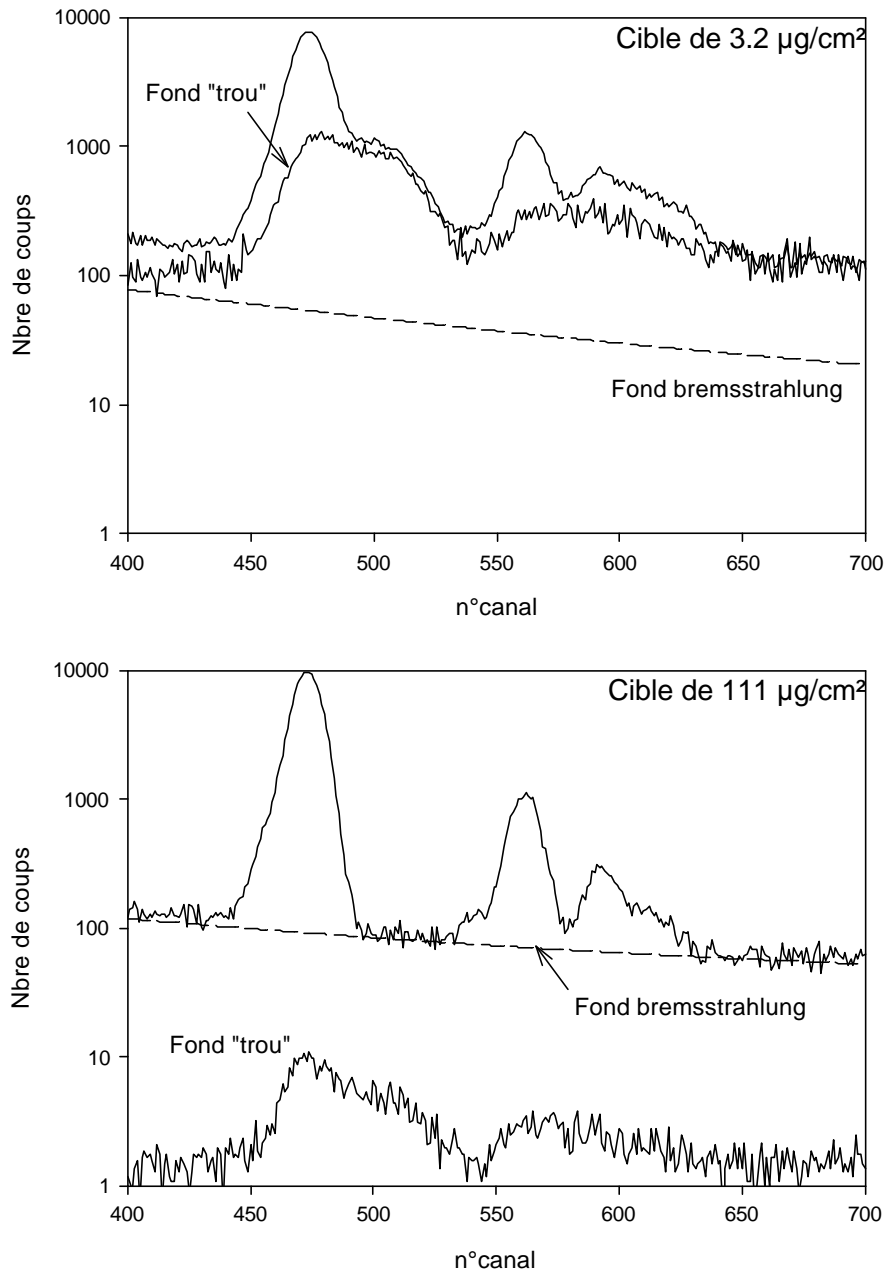 Cible de 3.2 µg/cm²
Fond "trou"
Fond bremsstrahlung
Nbre de coups
10000
1000
100
10
1
400
450
500
550
600
650
700
n°canal
Cible de 111 µg/cm²
Fond bremsstrahlung
Fond "trou"
Nbre de coups
10000
1000
100
10
1
400
450
500
550
600
650
700
n°canal